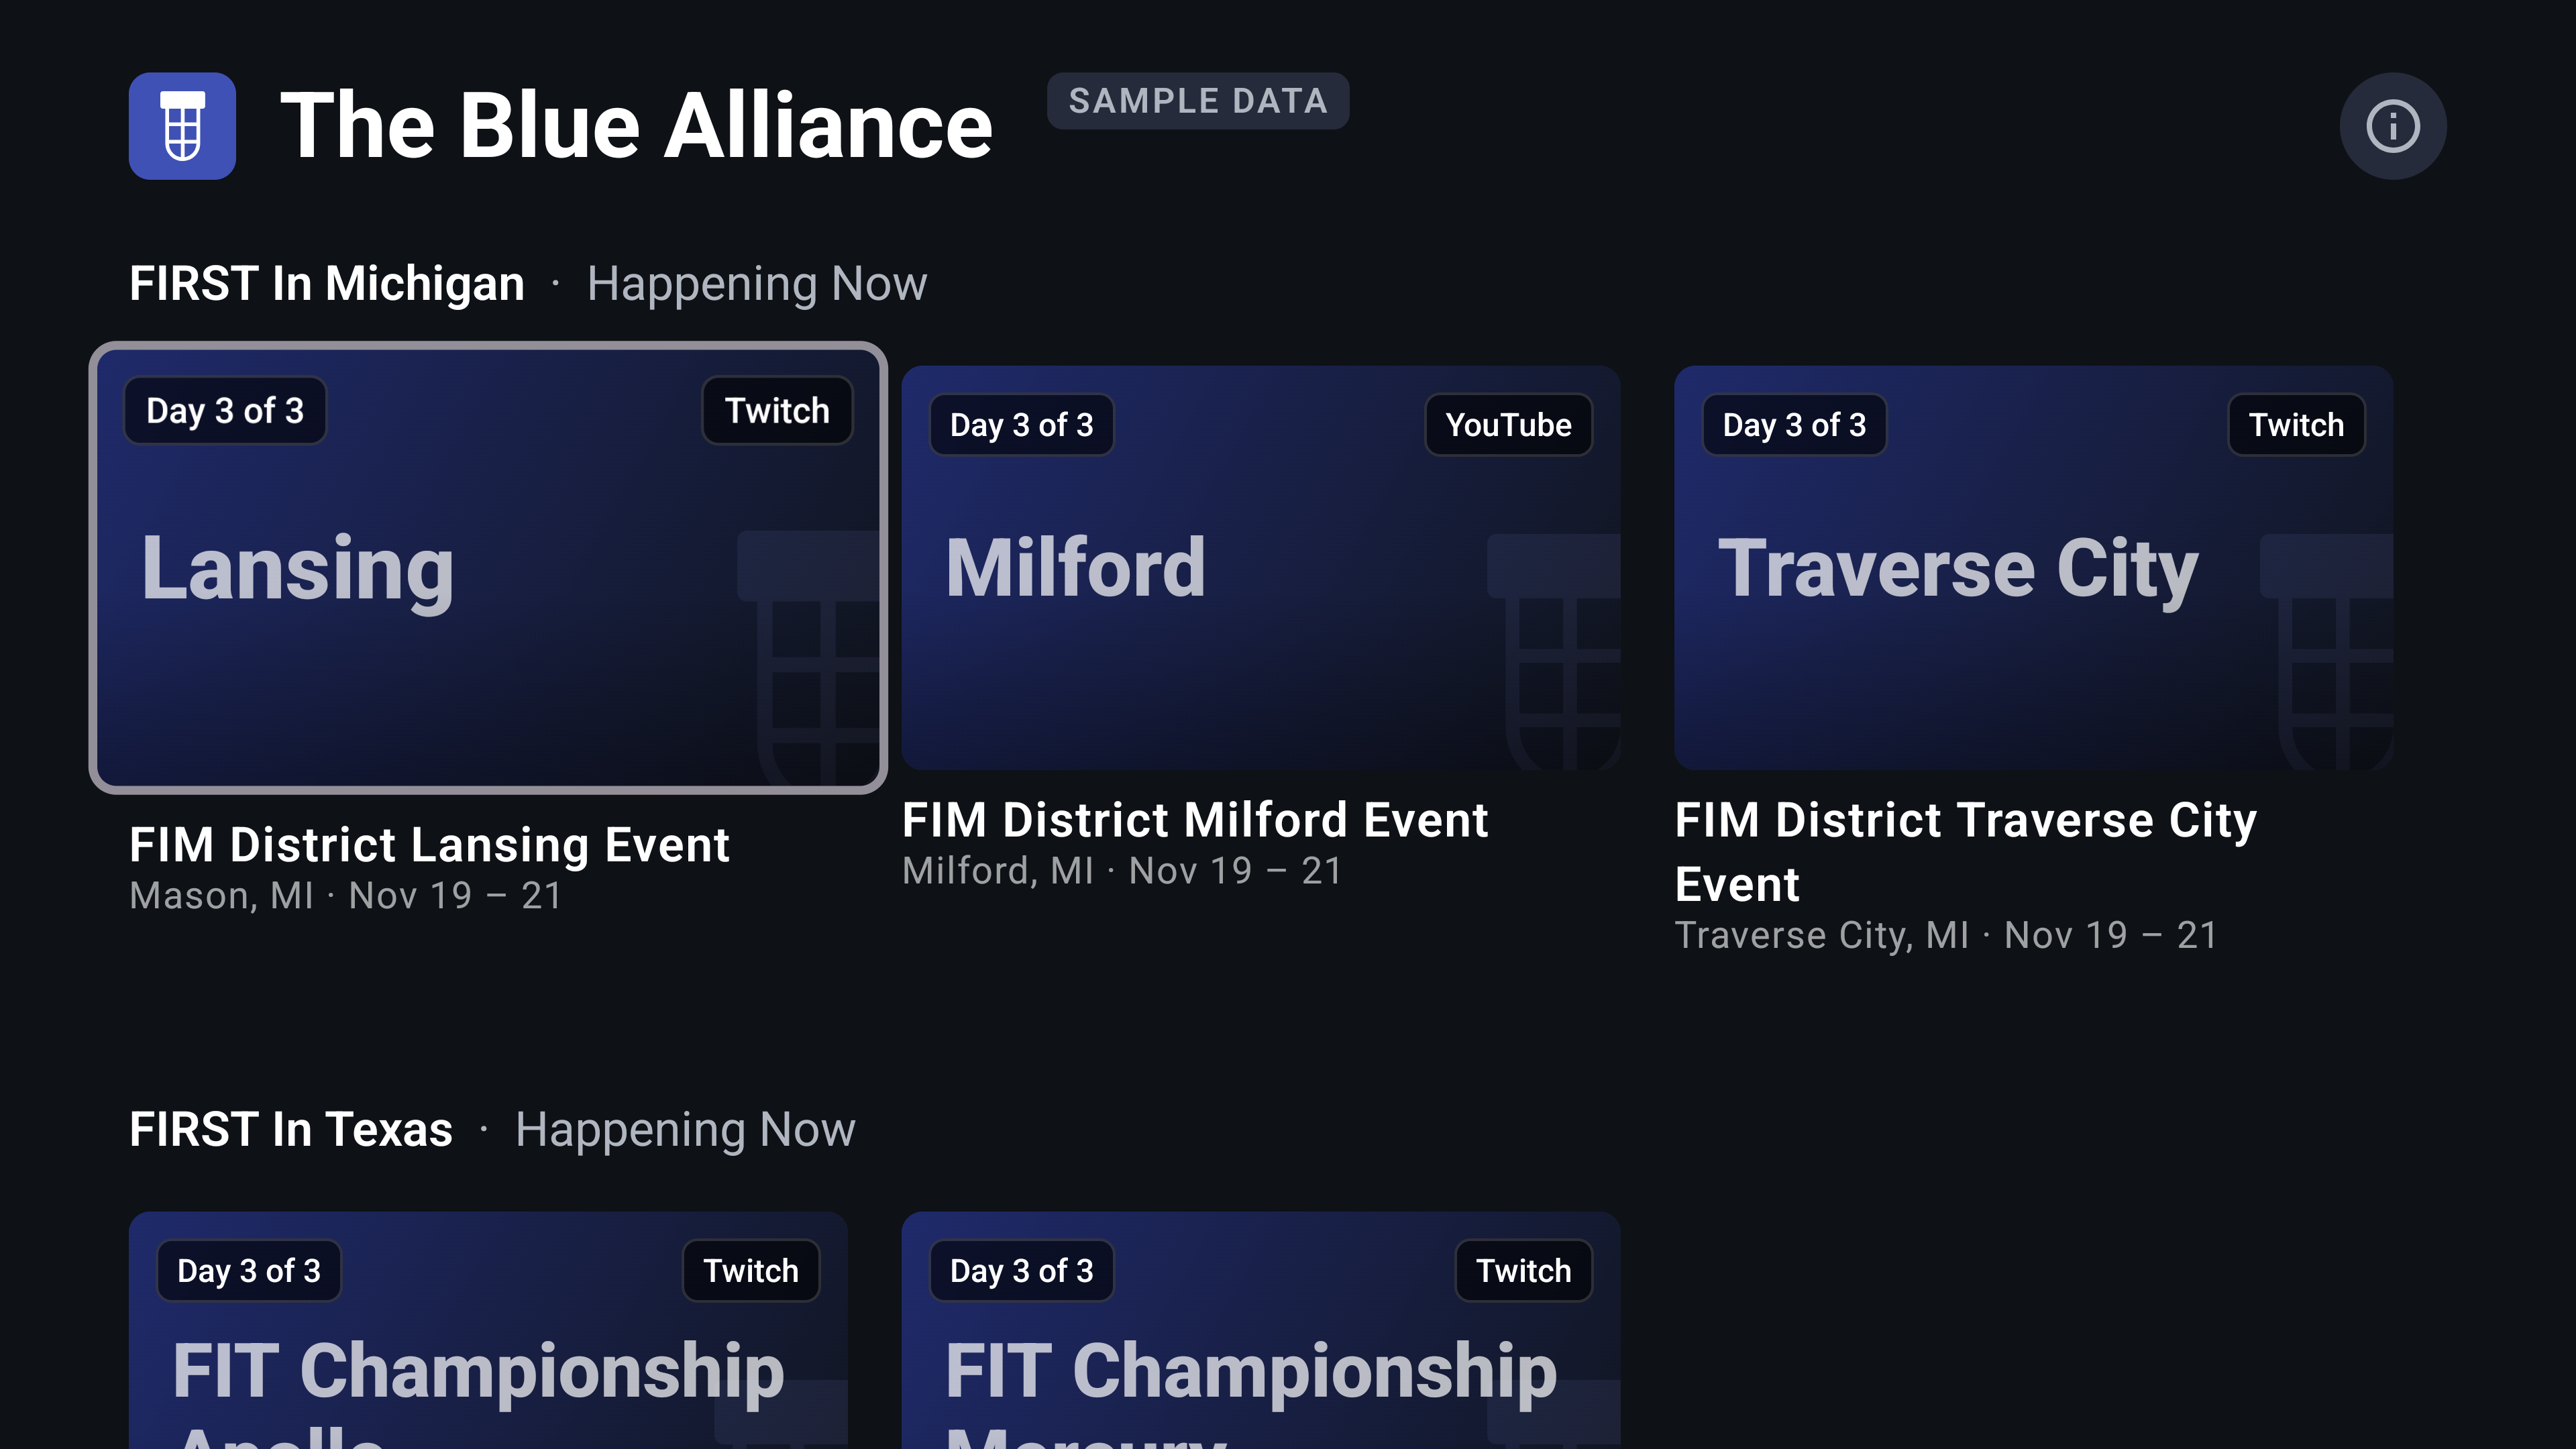 The Blue Alliance
SAMPLE DATA
FIRST In Michigan · Happening Now
Day 3 of 3
Twitch
Lansing
FIM District Lansing Event
Mason, MI · Nov 19 – 21
Day 3 of 3
YouTube
Milford
FIM District Milford Event
Milford, MI · Nov 19 – 21
Day 3 of 3
Twitch
Traverse City
FIM District Traverse City
Event
Traverse City, MI · Nov 19 – 21
FIRST In Texas · Happening Now
Day 3 of 3
Twitch
FIT Championship
Apollo
Day 3 of 3
Twitch
FIT Championship
Mercury